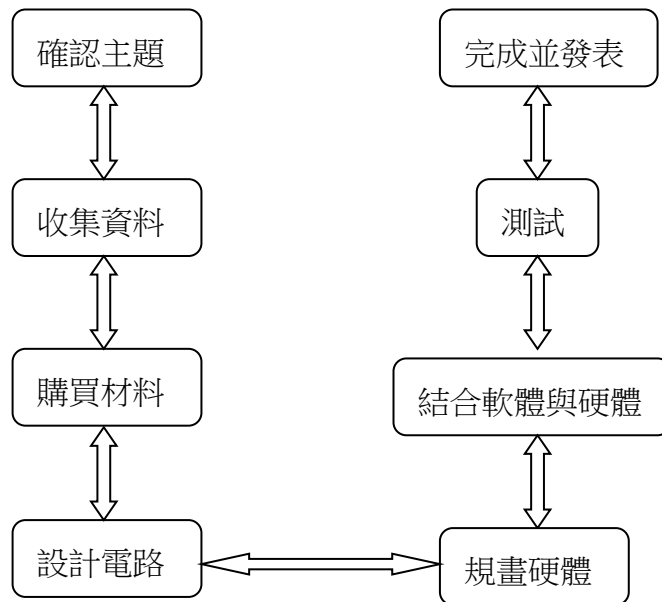 確認主題
收集資料
購買材料
設計電路
規畫硬體
結合軟體與硬體
測試
完成並發表